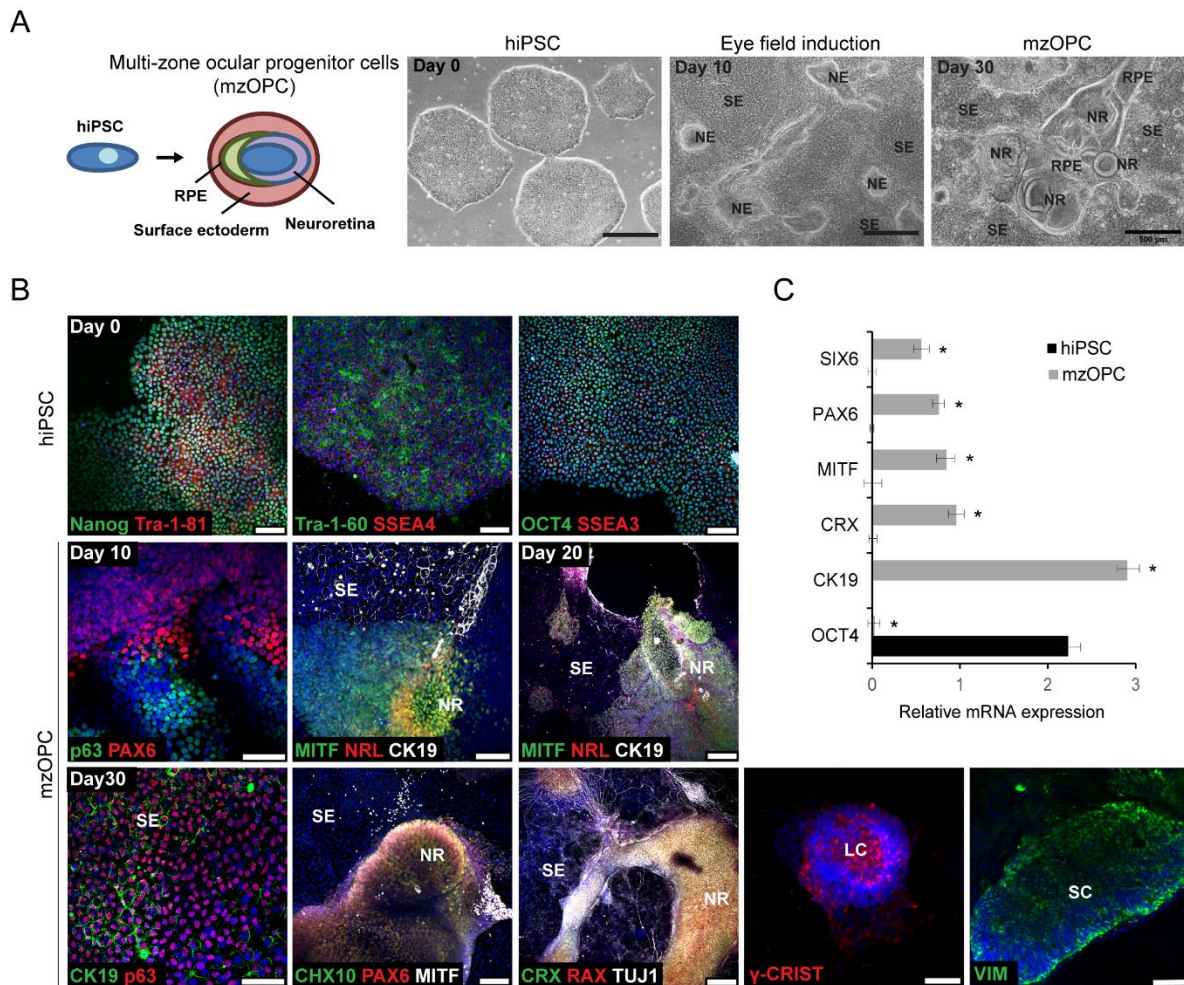 A
Multi-zone ocular progenitor cells
(mzOPC)
hiPSC
RPE
Surface ectoderm
Neuroretina
hiPSC
Day 0
Eye field induction
Day 10
NE
SE
NE
NE
SE
NE
SE
mzOPC
Day 30
RPE
SE
NR
SE
NR
RPE
NR
NR
SE
500 µm
B
hiPSC
Day 0
Nanog Tra-1-81
Tra-1-60 SSEA4
OCT4 SSEA3
mzOPC
Day 10
p63 PAX6
SE
NR
MITF NRL CK19
Day 20
SE
NR
MITF NRL CK19
Day30
SE
CK19 p63
SE
NR
CHX10 PAX6 MITF
SE
NR
CRX RAX TUJ1
LC
γ-CRIST
SC
VIM
C
hiPSC
mzOPC
SIX6 *
PAX6 *
MITF *
CRX *
CK19 *
OCT4 *
0 1 2 3
Relative mRNA expression